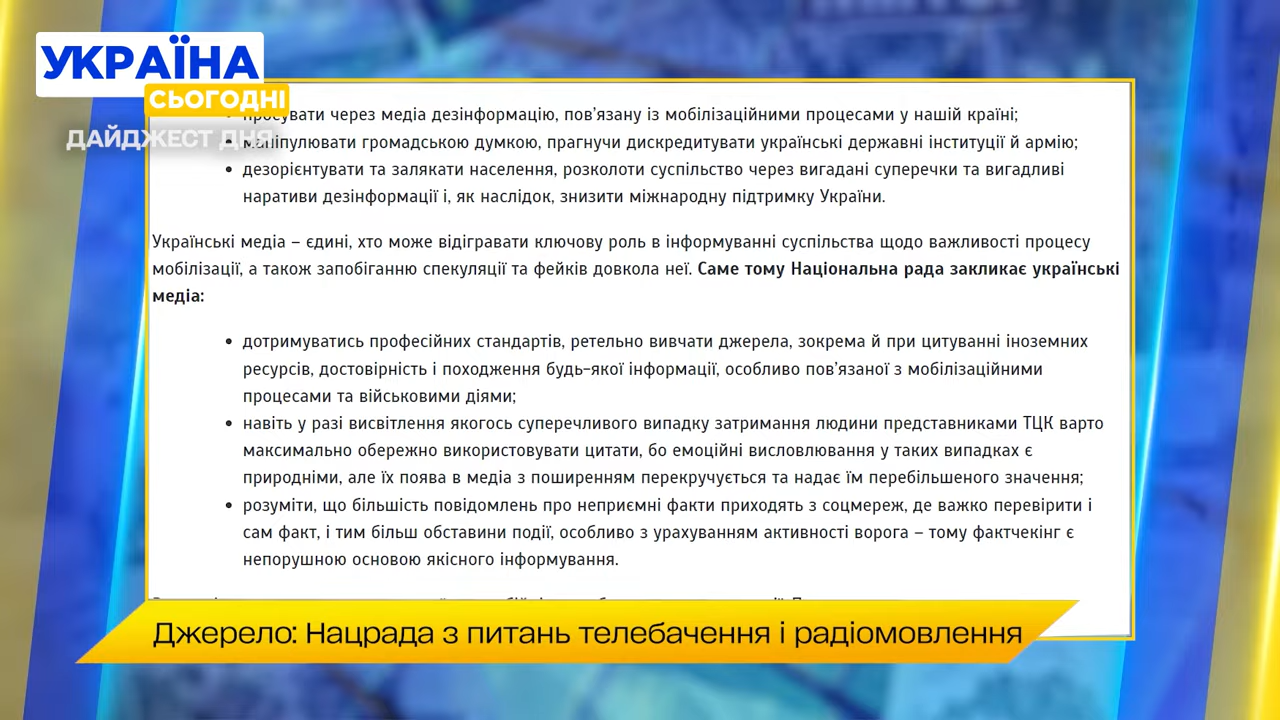 УКРАЇНА
СЬОГОДНІ
ДАЙДЖЕСТ ДНЯ
просувати через медіа дезінформацію, пов’язану із мобілізаційними процесами у нашій країні;
маніпулювати громадською думкою, прагнучи дискредитувати українські державні інституції й армію;
• дезорієнтувати та залякати населення, розколоти суспільство через вигадані суперечки та вигадливі
наративи дезінформації і, як наслідок, знизити міжнародну підтримку України.
Українські медіа – єдині, хто може відігравати ключову роль в інформуванні суспільства щодо важливості процесу
мобілізації, а також запобіганню спекуляції та фейків довкола неї. Саме тому Національна рада закликає українські
медіа:
• дотримуватись професійних стандартів, ретельно вивчати джерела, зокрема й при цитуванні іноземних
ресурсів, достовірність і походження будь-якої інформації, особливо пов’язаної з мобілізаційними
процесами та військовими діями;
• навіть у разі висвітлення якогось суперечливого випадку затримання людини представниками ТЦК варто
максимально обережно використовувати цитати, бо емоційні висловлювання у таких випадках є
природніми, але їх поява в медіа з поширенням перекручується та надає їм перебільшеного значення;
• розуміти, що більшість повідомлень про неприємні факти приходять з соцмереж, де важко перевірити і
сам факт, і тим більш обставини події, особливо з урахуванням активності ворога – тому фактчекінг є
непорушною основою якісного інформування.
Джерело: Нацрада з питань телебачення і радіомовлення